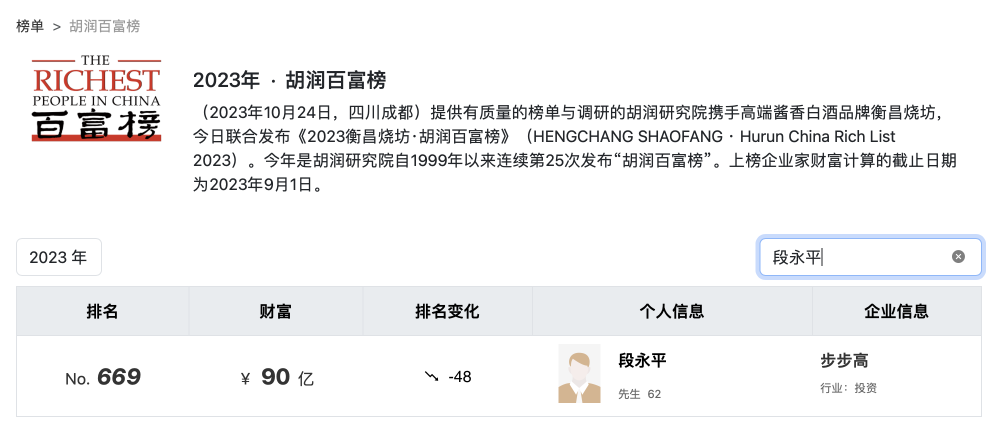 榜单 > 胡润百富榜
THE
RICHEST
PEOPLE IN CHINA
百富榜
2023年 · 胡润百富榜
（2023年10月24日，四川成都）提供有质量的榜单与调研的胡润研究院携手高端酱香白酒品牌衡昌烧坊，
今日联合发布《2023衡昌烧坊·胡润百富榜》（HENGCHANG SHAOFANG · Hurun China Rich List
2023）。今年是胡润研究院自1999年以来连续第25次发布“胡润百富榜”。上榜企业家财富计算的截止日期
为2023年9月1日。
2023 年
段永平
排名 财富 排名变化 个人信息 企业信息
No. 669 ¥ 90 亿 -48 段永平 步步高
先生 62 行业：投资